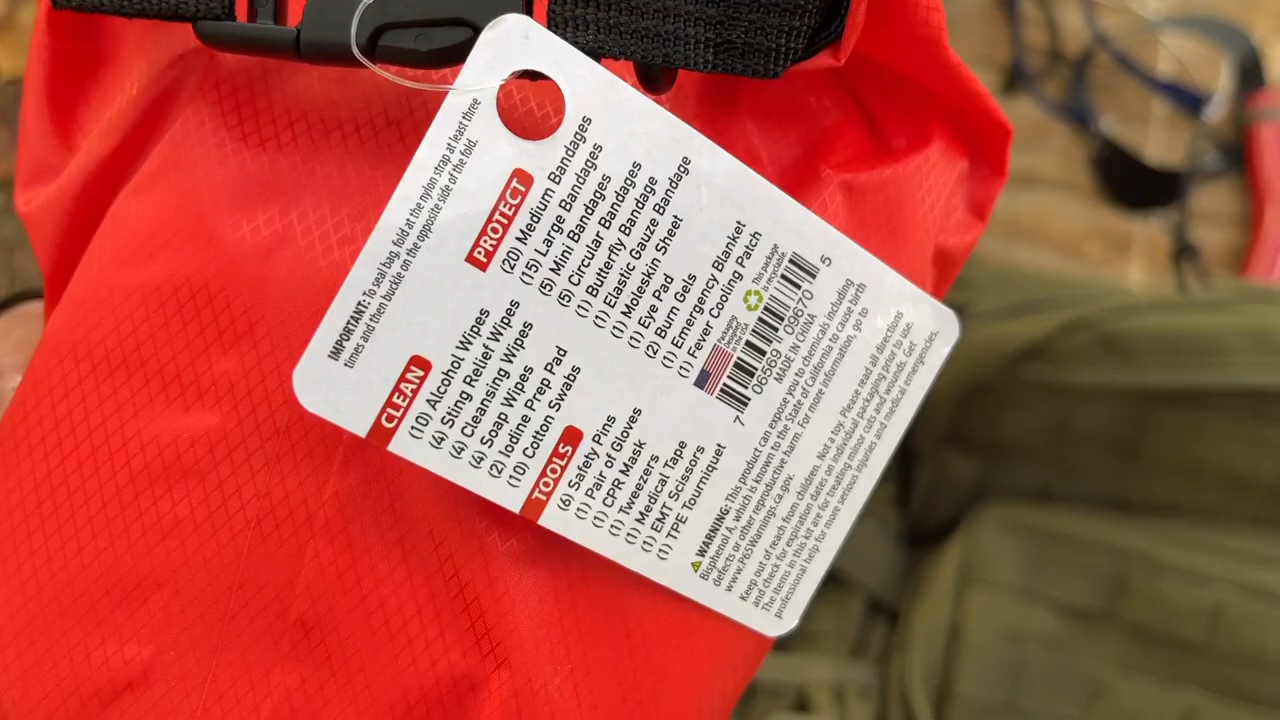 IMPORTANT: To seal bag, fold at the nylon strap at least three
times and then buckle on the opposite side of the fold.
CLEAN
(10) Alcohol Wipes
(4) Sting Relief Wipes
(4) Cleansing Wipes
(4) Soap Wipes
(2) Iodine Prep Pad
(10) Cotton Swabs
PROTECT
(20) Medium Bandages
(15) Large Bandages
(5) Mini Bandages
(5) Circular Bandages
(1) Butterfly Bandage
(1) Elastic Gauze Bandage
(1) Moleskin Sheet
(1) Eye Pad
(2) Burn Gels
(1) Emergency Blanket
(1) Fever Cooling Patch
TOOLS
(6) Safety Pins
(1) Pair of Gloves
(1) CPR Mask
(1) Tweezers
(1) Medical Tape
(1) EMT Scissors
(1) TPE Tourniquet
Packaging
Designed
in the USA
This package
is recyclable.
7 06569 09670 5
MADE IN CHINA
WARNING: This product can expose you to chemicals including
Bisphenol A, which is known to the State of California to cause birth
defects or other reproductive harm. For more information, go to
www.P65Warnings.ca.gov.
Keep out of reach from children. Not a toy. Please read all directions
and check for expiration dates on individual packaging prior to use.
The items in this kit are for treating minor cuts and wounds. Get
professional help for more serious injuries and medical emergencies.